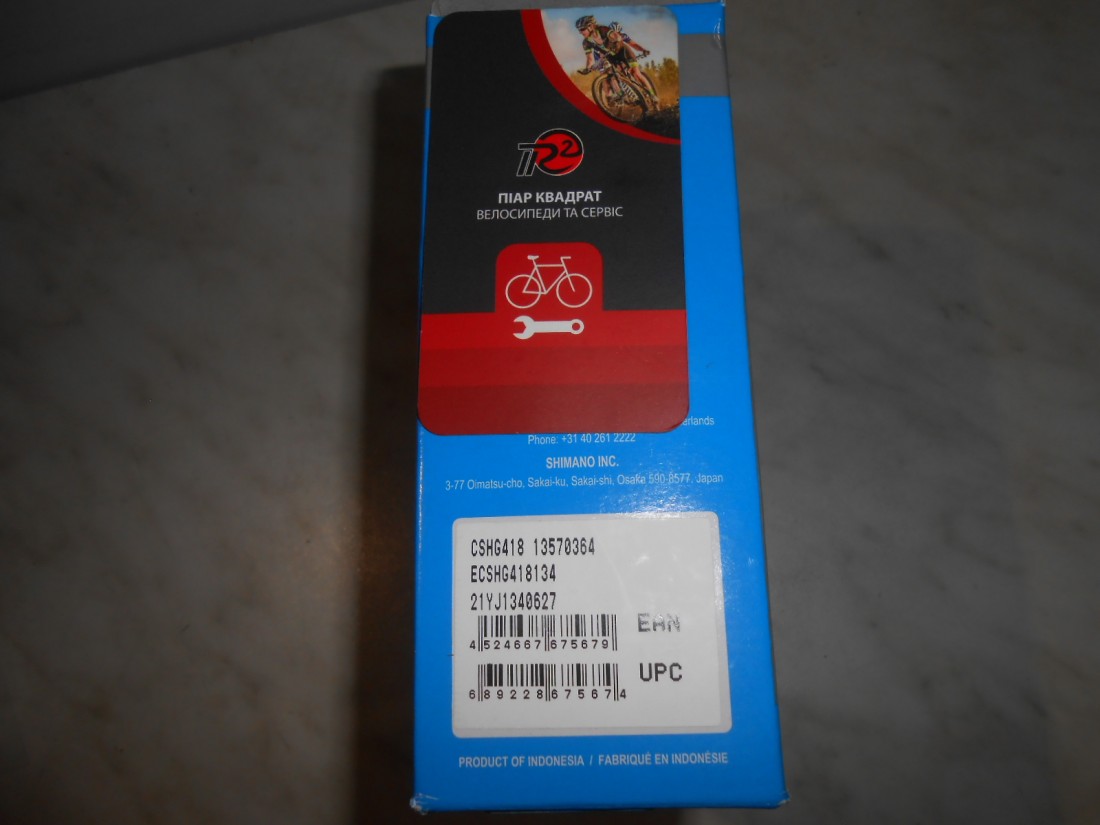 ПR2
ПІАР КВАДРАТ
ВЕЛОСИПЕДИ ТА СЕРВІС
Phone: +31 40 261 2222
SHIMANO INC.
3-77 Oimatsu-cho, Sakai-ku, Sakai-shi, Osaka 590-8577, Japan
CSHG418 13570364
ECSHG418134
21YJ1340627
EAN
4 524667 675679
UPC
6 89228 67567 4
PRODUCT OF INDONESIA / FABRIQUÉ EN INDONÉSIE